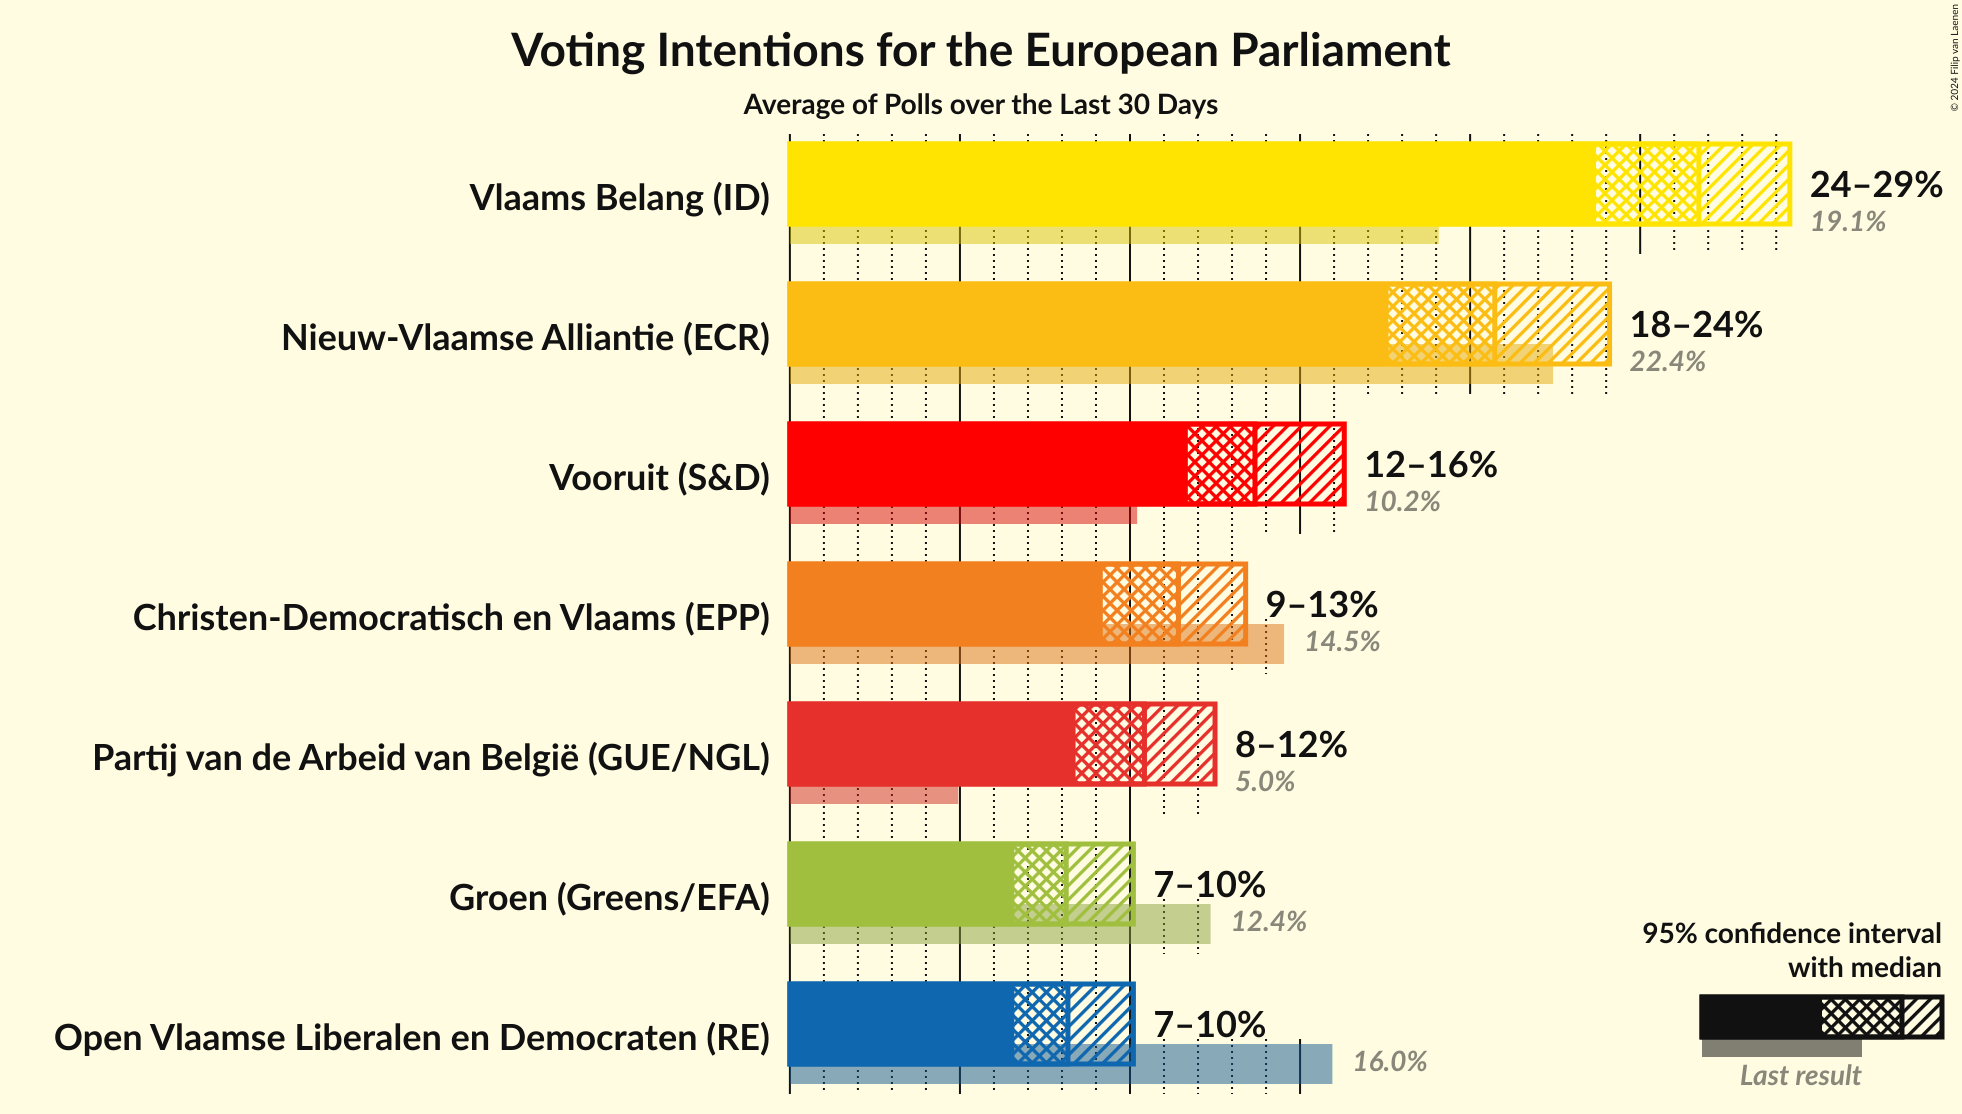 Voting Intentions for the European Parliament
Average of Polls over the Last 30 Days
© 2024 Filip van Laenen
Vlaams Belang (ID)
24–29%
19.1%
Nieuw-Vlaamse Alliantie (ECR)
18–24%
22.4%
Vooruit (S&D)
12–16%
10.2%
Christen-Democratisch en Vlaams (EPP)
9–13%
14.5%
Partij van de Arbeid van België (GUE/NGL)
8–12%
5.0%
Groen (Greens/EFA)
7–10%
12.4%
Open Vlaamse Liberalen en Democraten (RE)
7–10%
16.0%
95% confidence interval
with median
Last result